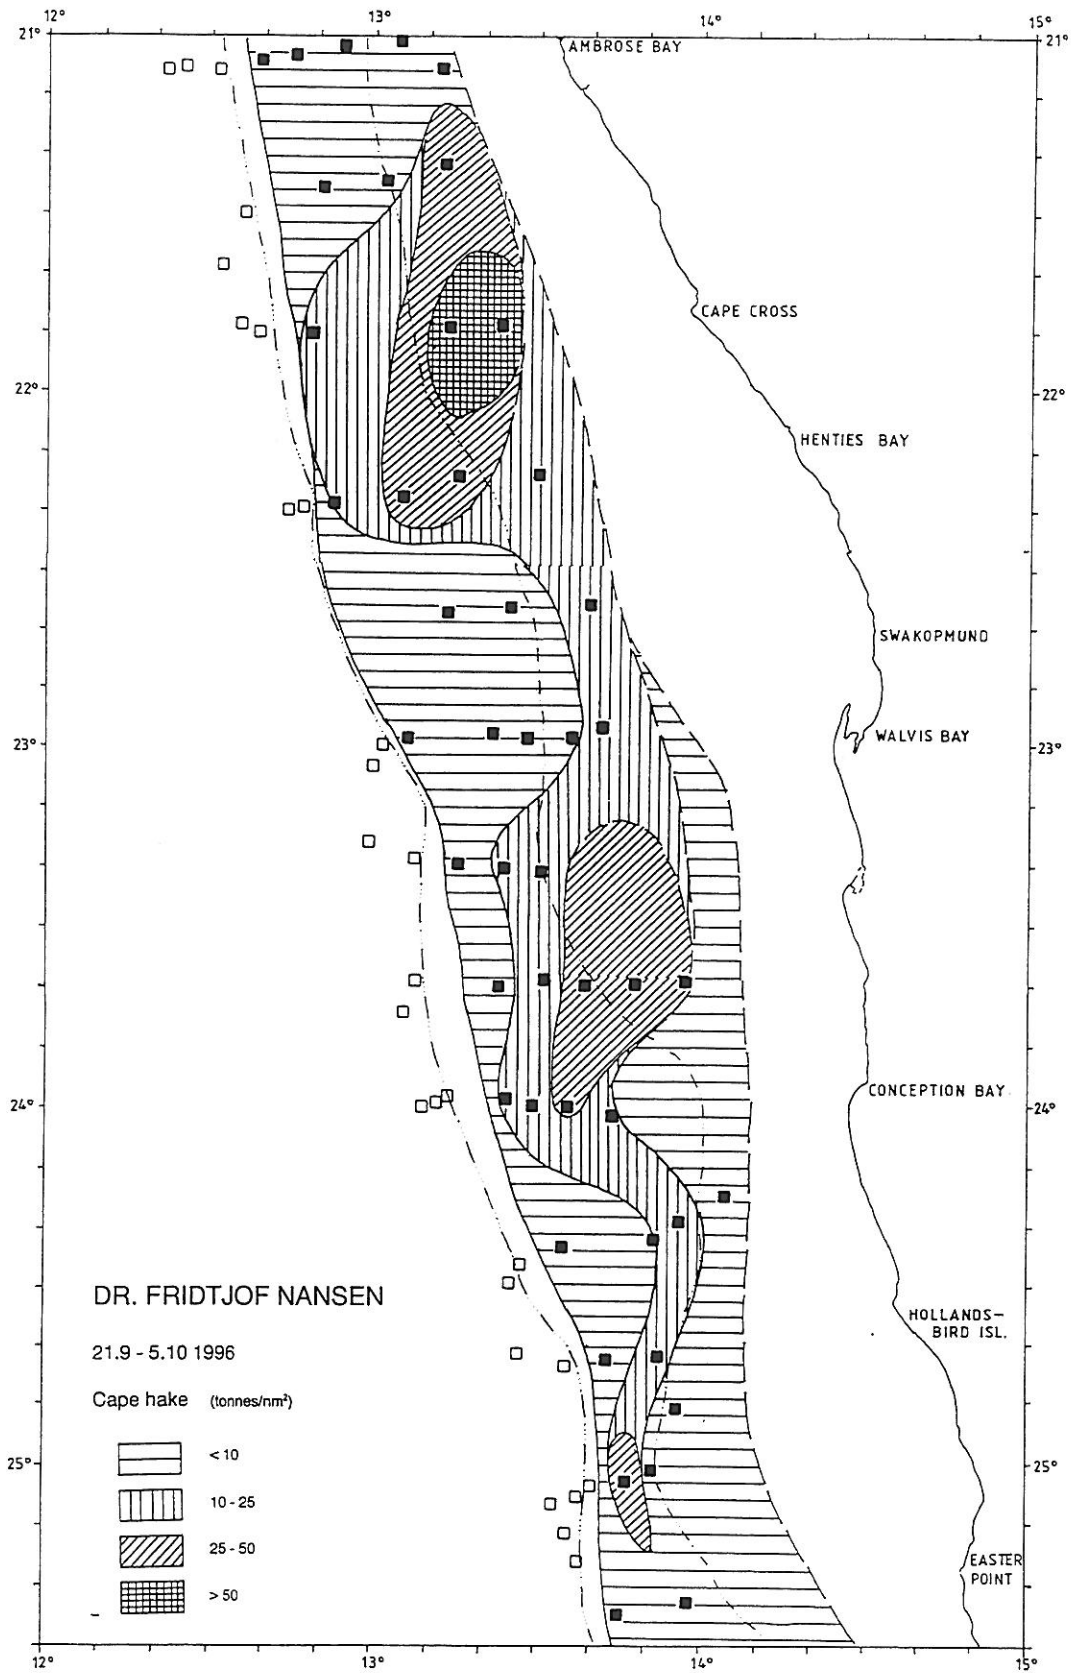 12° 13° 14° 15°
21° 21°
AMBROSE BAY
CAPE CROSS
22° 22°
HENTIES BAY
SWAKOPMUND
WALVIS BAY
23° 23°
CONCEPTION BAY
24° 24°
HOLLANDS-
BIRD ISL.
DR. FRIDTJOF NANSEN
21.9 - 5.10 1996
Cape hake (tonnes/nm²)
< 10
25° 25°
10 - 25
25 - 50
> 50
EASTER
POINT
12° 13° 14° 15°